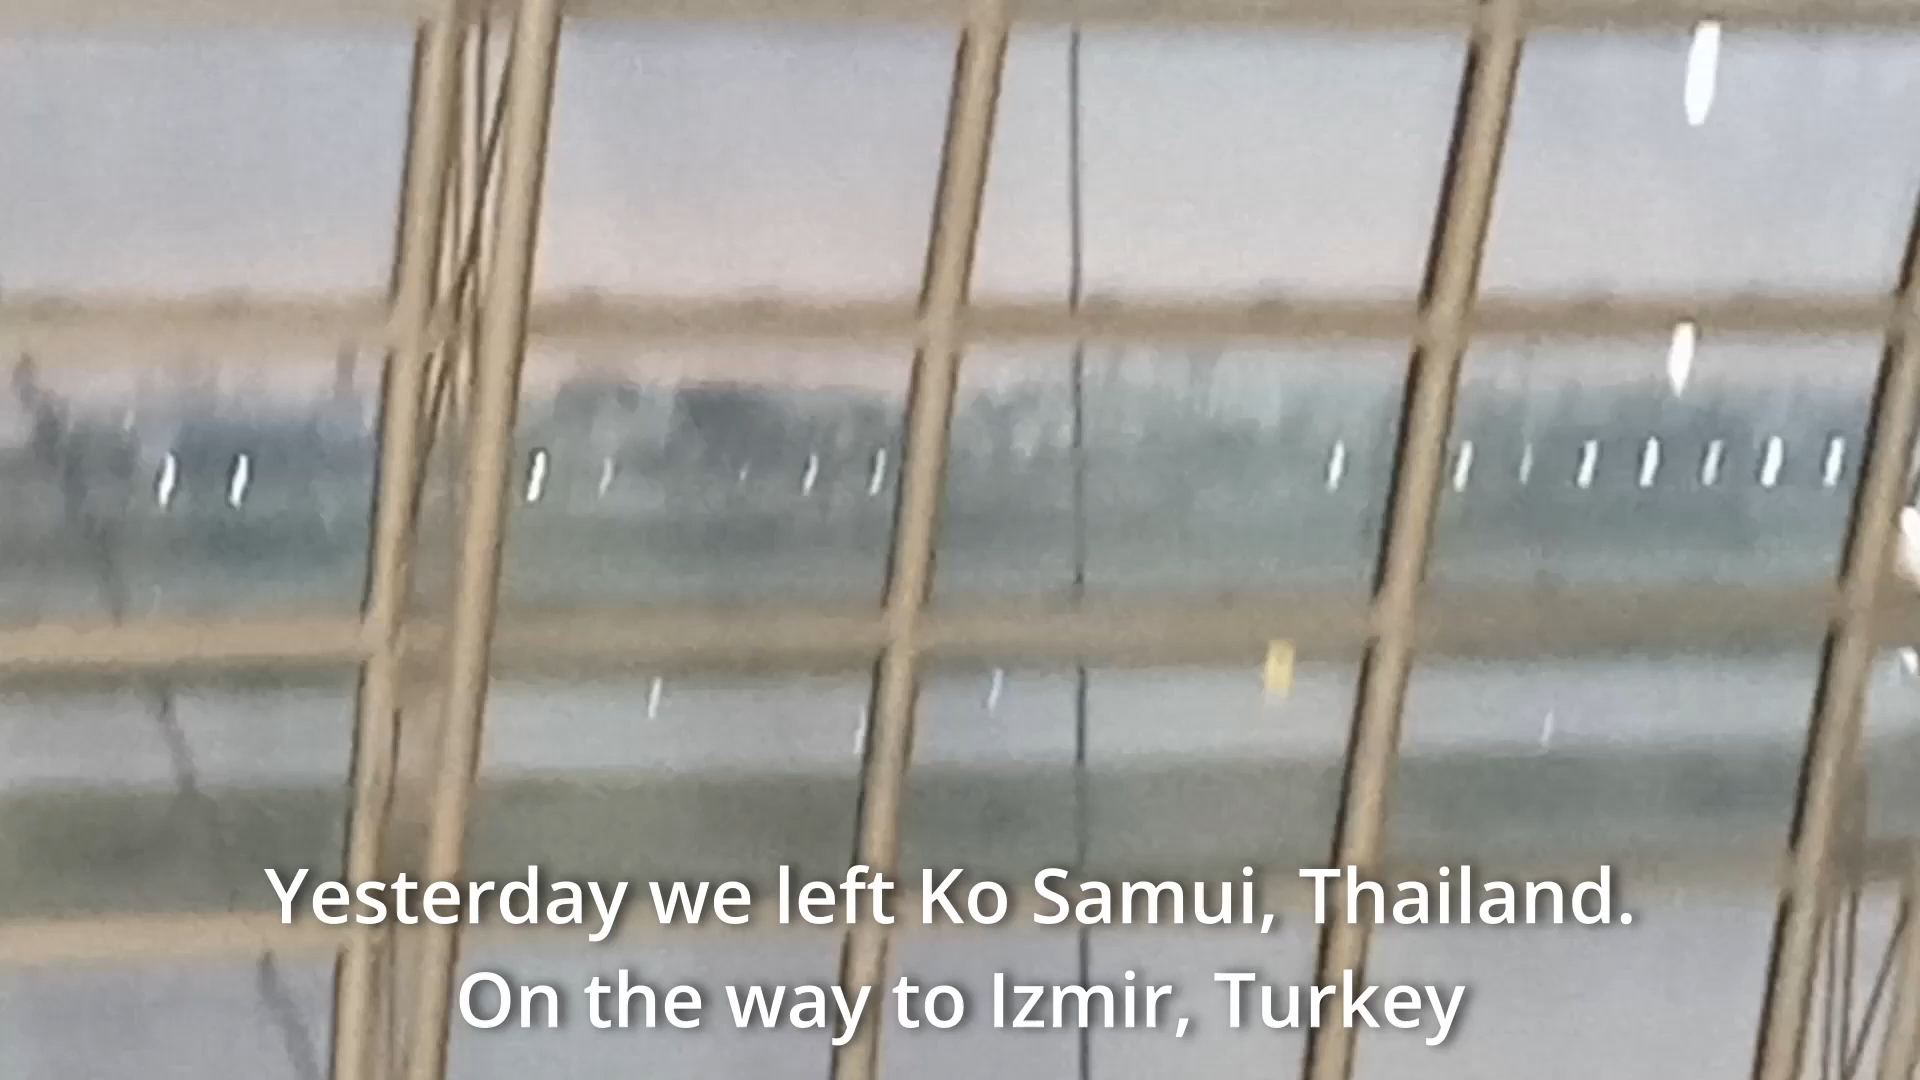 Yesterday we left Ko Samui, Thailand.
On the way to Izmir, Turkey